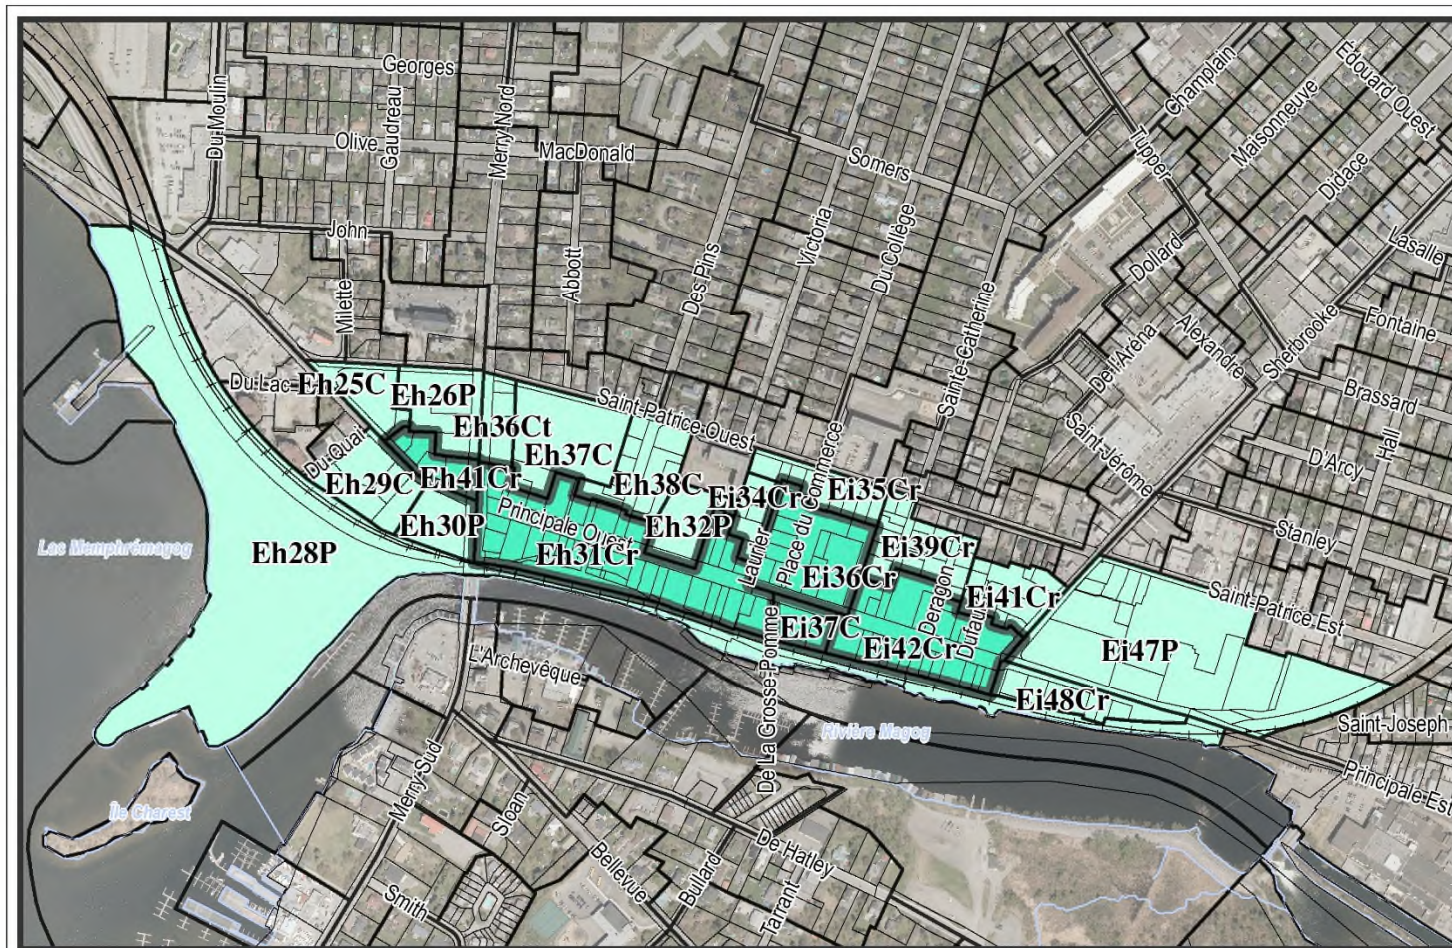 Georges
Du Moulin
Gaudreau
Merry Nord
Olive
MacDonald
Somers
Tupper
Champlain
Maisonneuve
Édouard Ouest
Didace
John
Millette
Abbott
Des Pins
Victoria
Du Collège
Sainte-Catherine
Dollard
De l'Aréna
Alexandre
Sherbrooke
Lasalle
Fontaine
Brassard
Hall
D'Arcy
Stanley
Saint-Jérôme
Du Lac
Eh25C
Eh26P
Saint-Patrice Ouest
Eh36Ct
Eh37C
Du Quai
Eh29C
Eh41Cr
Eh38C
Ei34Cr
Place du Commerce
Ei35Cr
Eh30P
Principale Ouest
Eh32P
Eh31Cr
Laurier
Ei36Cr
Ei39Cr
Deragon
Dufau
Ei41Cr
Saint-Patrice Est
Lac Memphrémagog
Eh28P
Ei37C
Ei42Cr
Ei47P
Ei48Cr
L'Archevêque
De La Grosse-Pomme
Rivière Magog
Saint-Joseph
Principale Es
Île Charest
Merry Sud
Sloan
Bellevue
Bullard
De Hatley
Tarrant
Smith